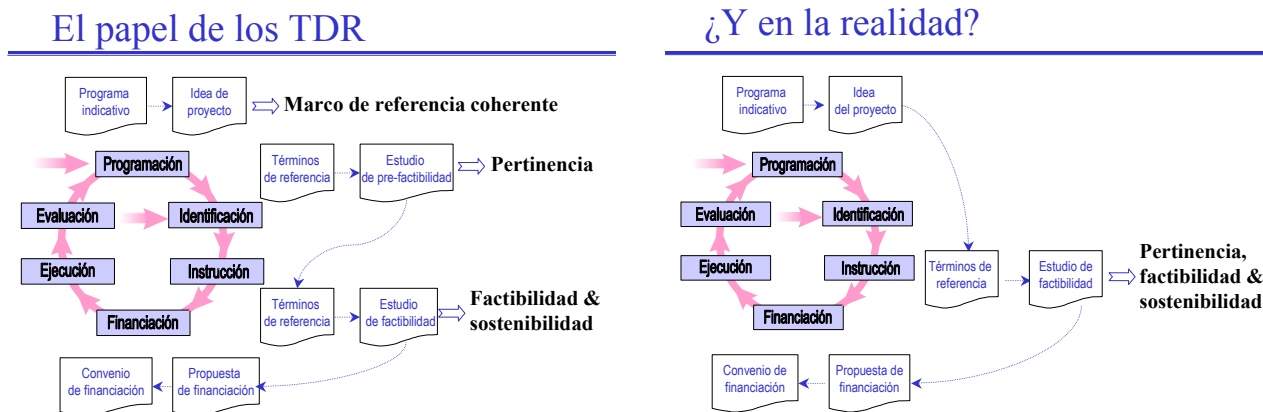 El papel de los TDR
Programa
indicativo
Idea de
proyecto
Marco de referencia coherente
Programación
Términos
de referencia
Estudio
de pre-factibilidad
Pertinencia
Evaluación
Identificación
Ejecución
Instrucción
Financiación
Términos
de referencia
Estudio
de factibilidad
Factibilidad &
sostenibilidad
Convenio
de financiación
Propuesta
de financiación
¿Y en la realidad?
Programa
indicativo
Idea
del proyecto
Programación
Evaluación
Identificación
Ejecución
Instrucción
Financiación
Términos de
referencia
Estudio de
factibilidad
Pertinencia,
factibilidad &
sostenibilidad
Convenio de
financiación
Propuesta de
financiación